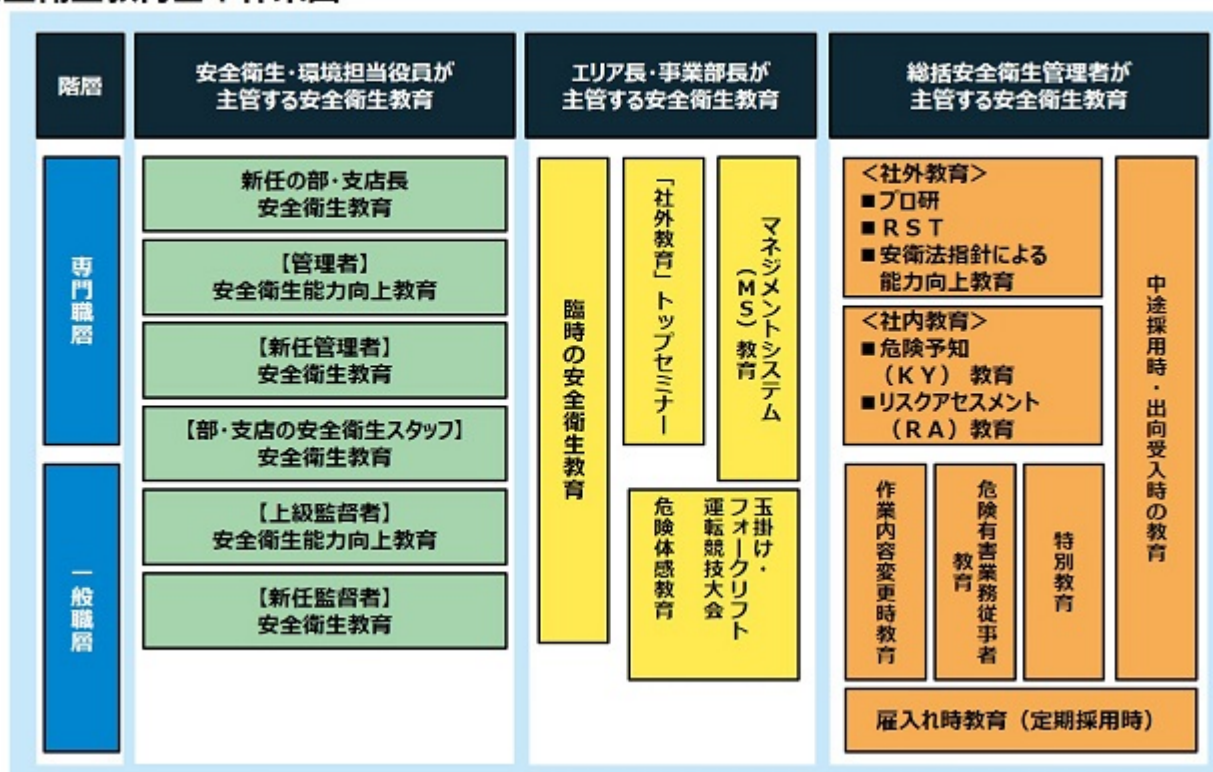 階層
安全衛生・環境担当役員が
主管する安全衛生教育
エリア長・事業部長が
主管する安全衛生教育
総括安全衛生管理者が
主管する安全衛生教育
専門職層
一般職層
新任の部・支店長
安全衛生教育
【管理者】
安全衛生能力向上教育
【新任管理者】
安全衛生教育
【部・支店の安全衛生スタッフ】
安全衛生教育
【上級監督者】
安全衛生能力向上教育
【新任監督者】
安全衛生教育
臨時の安全衛生教育
「社外教育」トップセミナー
マネジメントシステム
（MS）教育
玉掛け・
フォークリフト
運転競技大会
危険体感教育
＜社外教育＞
■プロ研
■ＲＳＴ
■安衛法指針による
能力向上教育
＜社内教育＞
■危険予知
（ＫＹ）教育
■リスクアセスメント
（ＲＡ）教育
作業内容変更時教育
危険有害業務従事者
教育
特別教育
中途採用時・出向受入時の教育
雇入れ時教育（定期採用時）